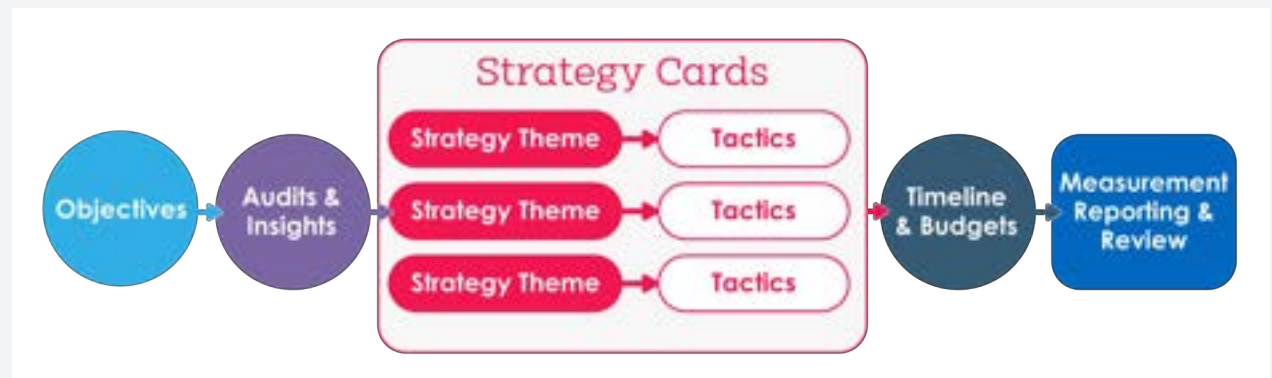 Strategy Cards
Objectives
Audits &
Insights
Strategy Theme
Tactics
Strategy Theme
Tactics
Strategy Theme
Tactics
Timeline
& Budgets
Measurement
Reporting &
Review